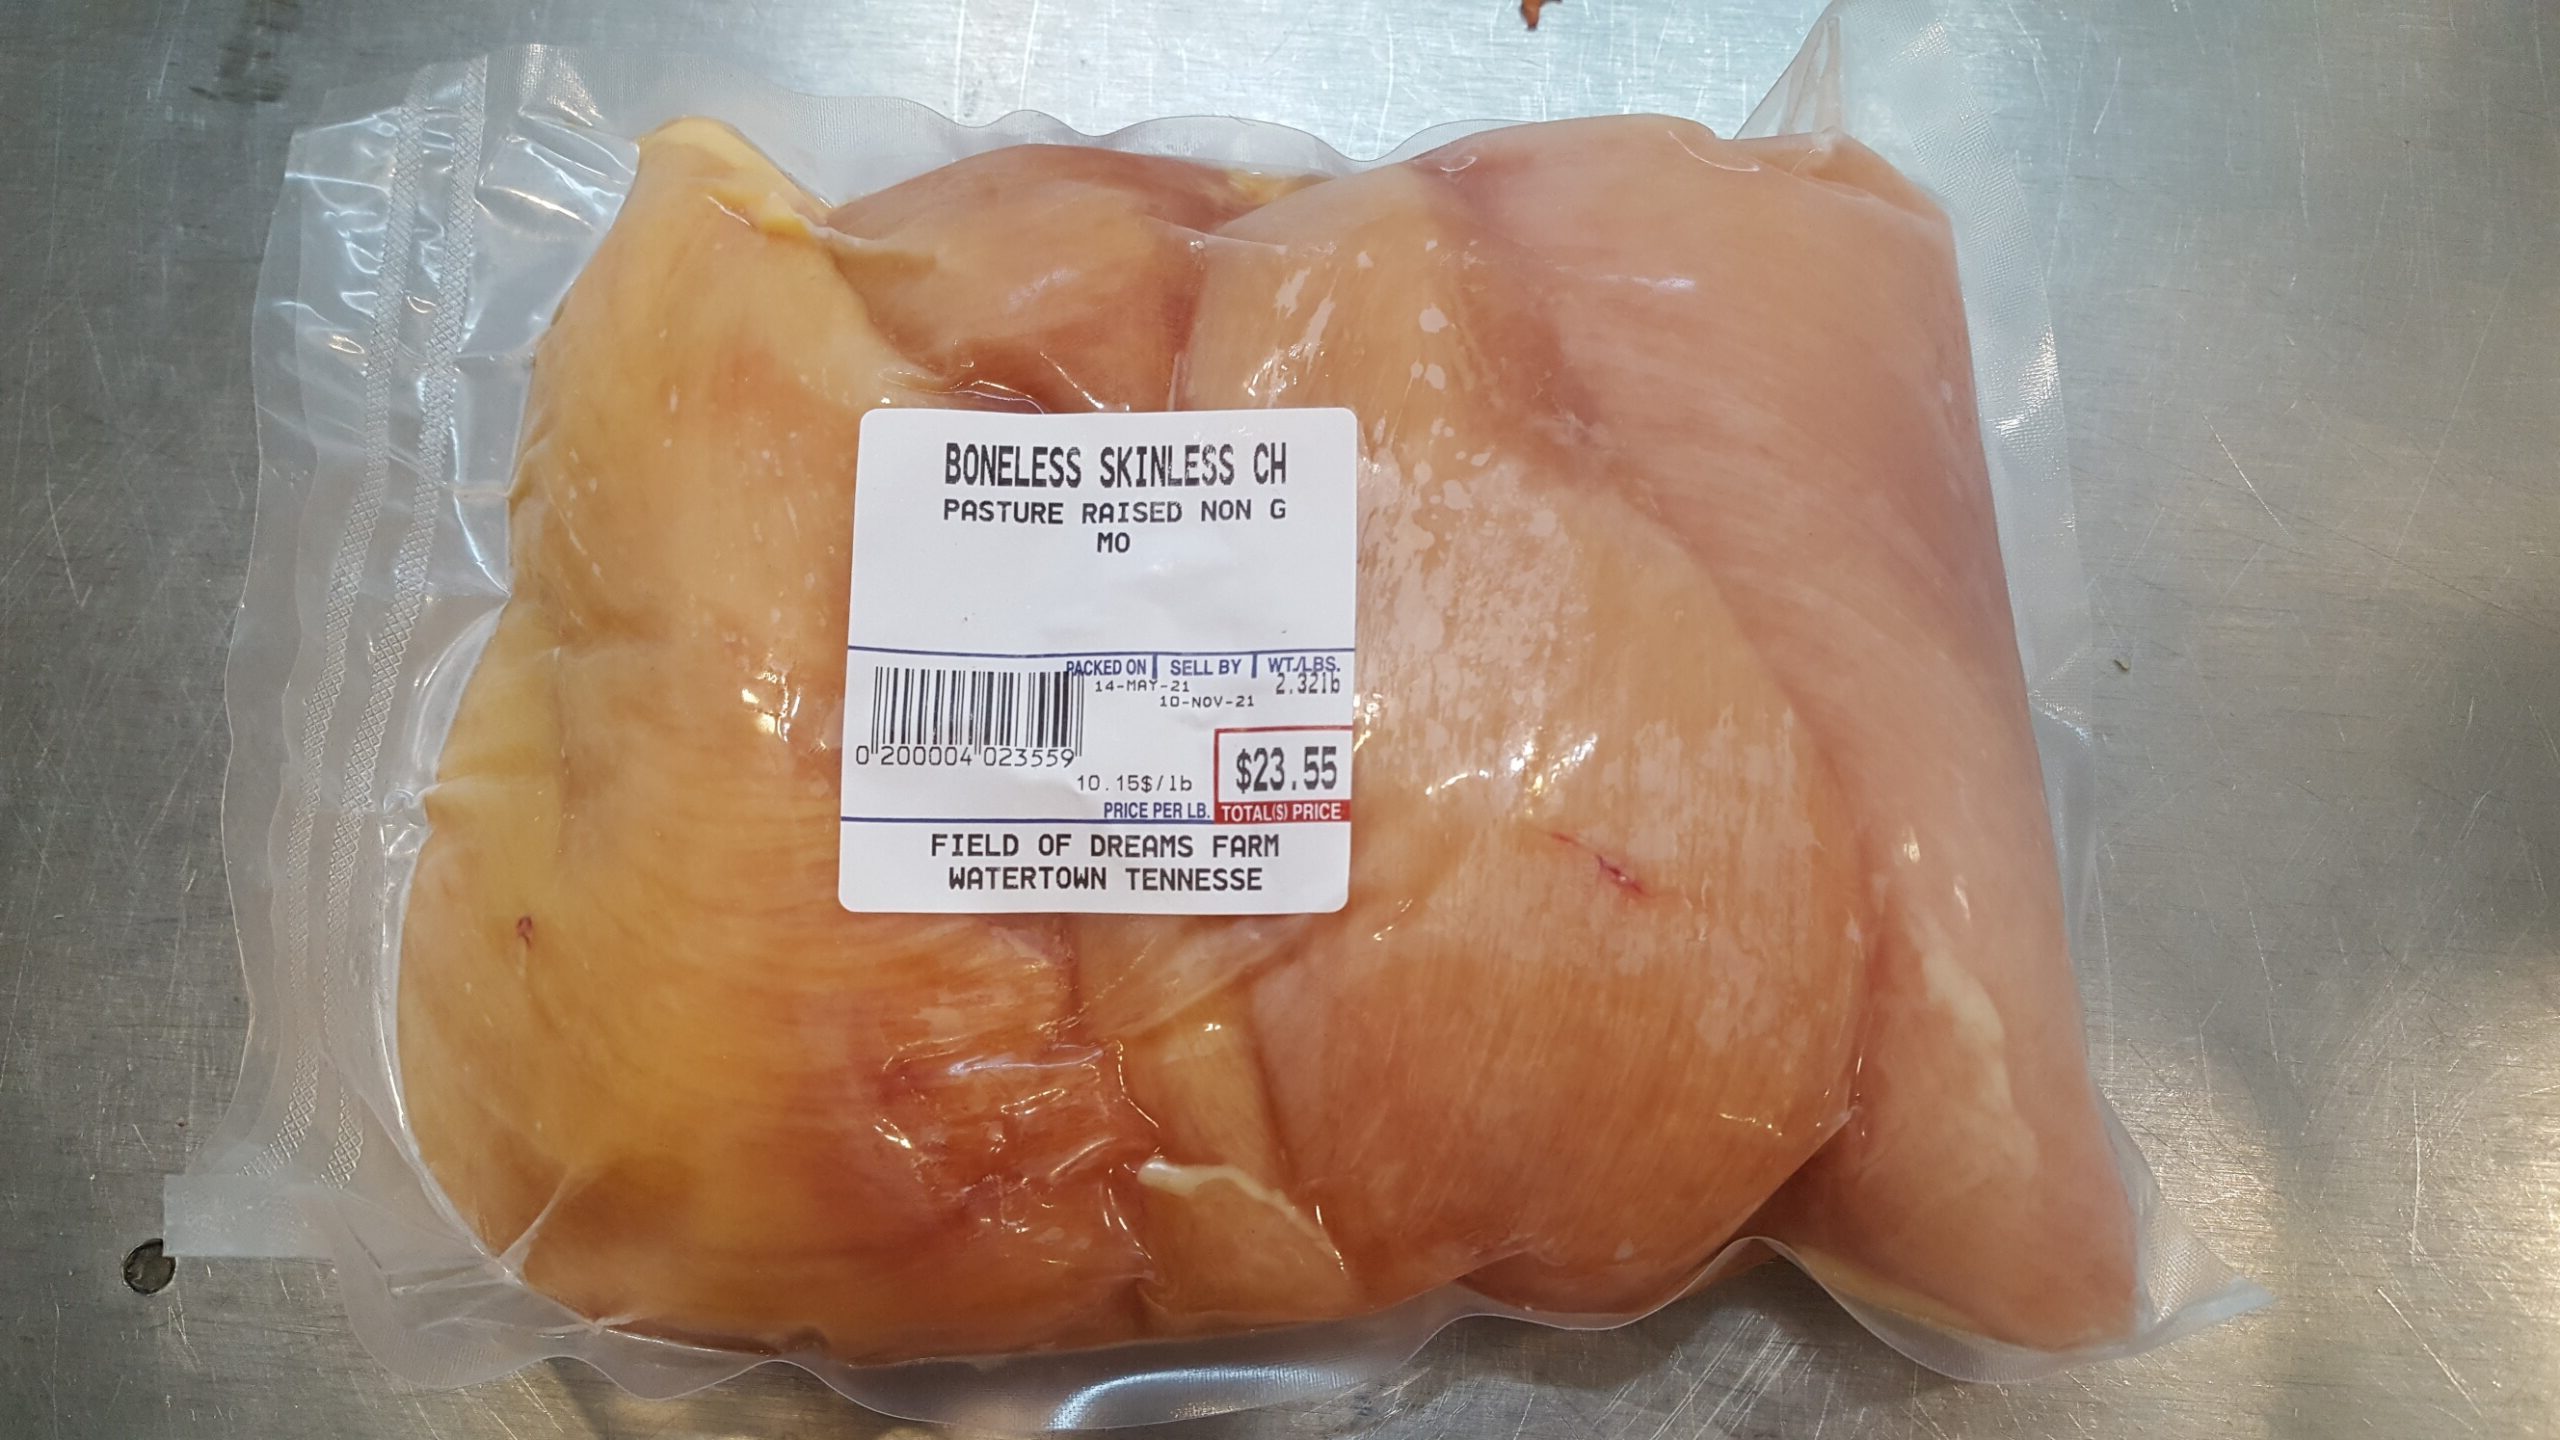 BONELESS SKINLESS CH
PASTURE RAISED NON G
MO
PACKED ON SELL BY WT/LBS.
14-MAY-21 2.32lb
10-NOV-21
0 200004 023559
10.15$/lb $23.55
PRICE PER LB. TOTAL(S) PRICE
FIELD OF DREAMS FARM
WATERTOWN TENNESSE